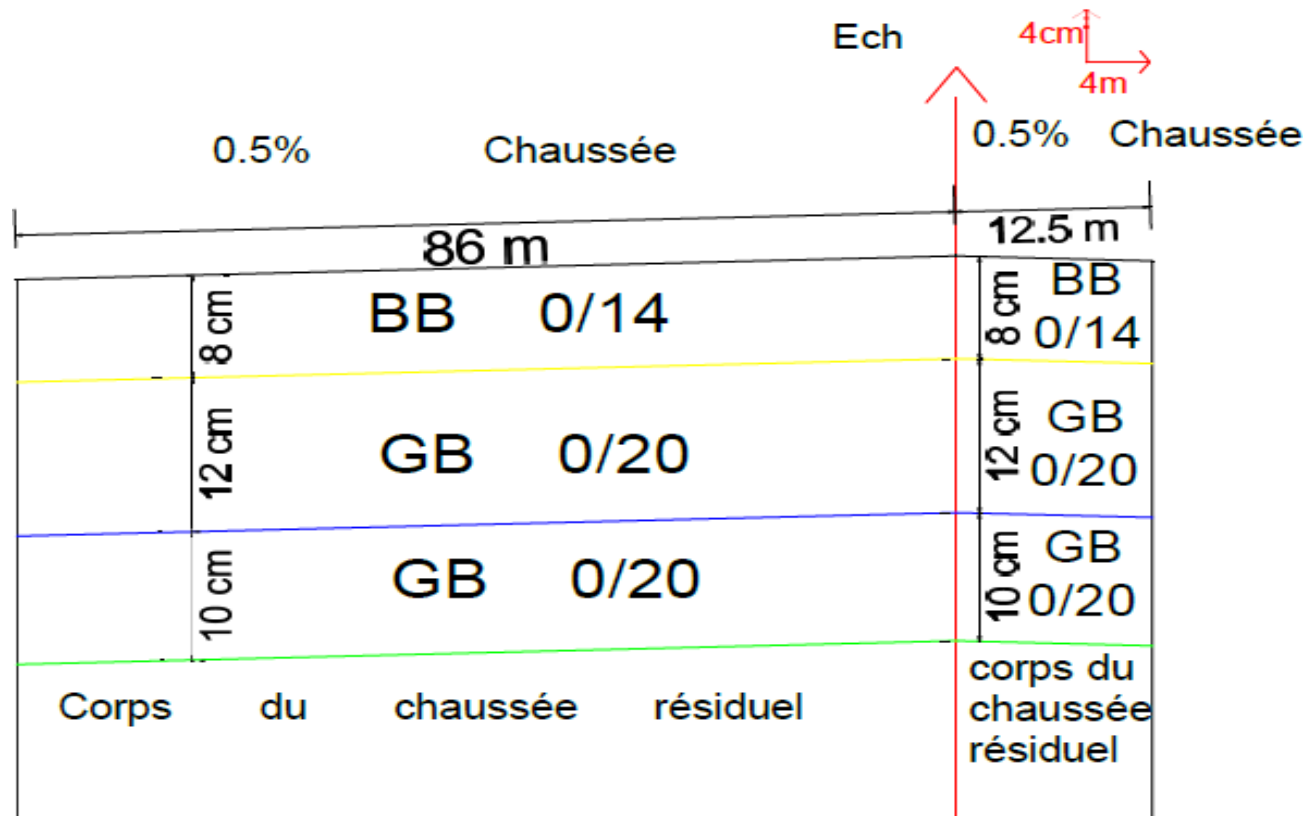 Ech
4cm
4m
0.5% Chaussée
0.5% Chaussée
86 m
12.5 m
8 cm
BB 0/14
8 cm
BB
0/14
12 cm
GB 0/20
12 cm
GB
0/20
10 cm
GB 0/20
10 cm
GB
0/20
Corps du chaussée résiduel
corps du
chaussée
résiduel